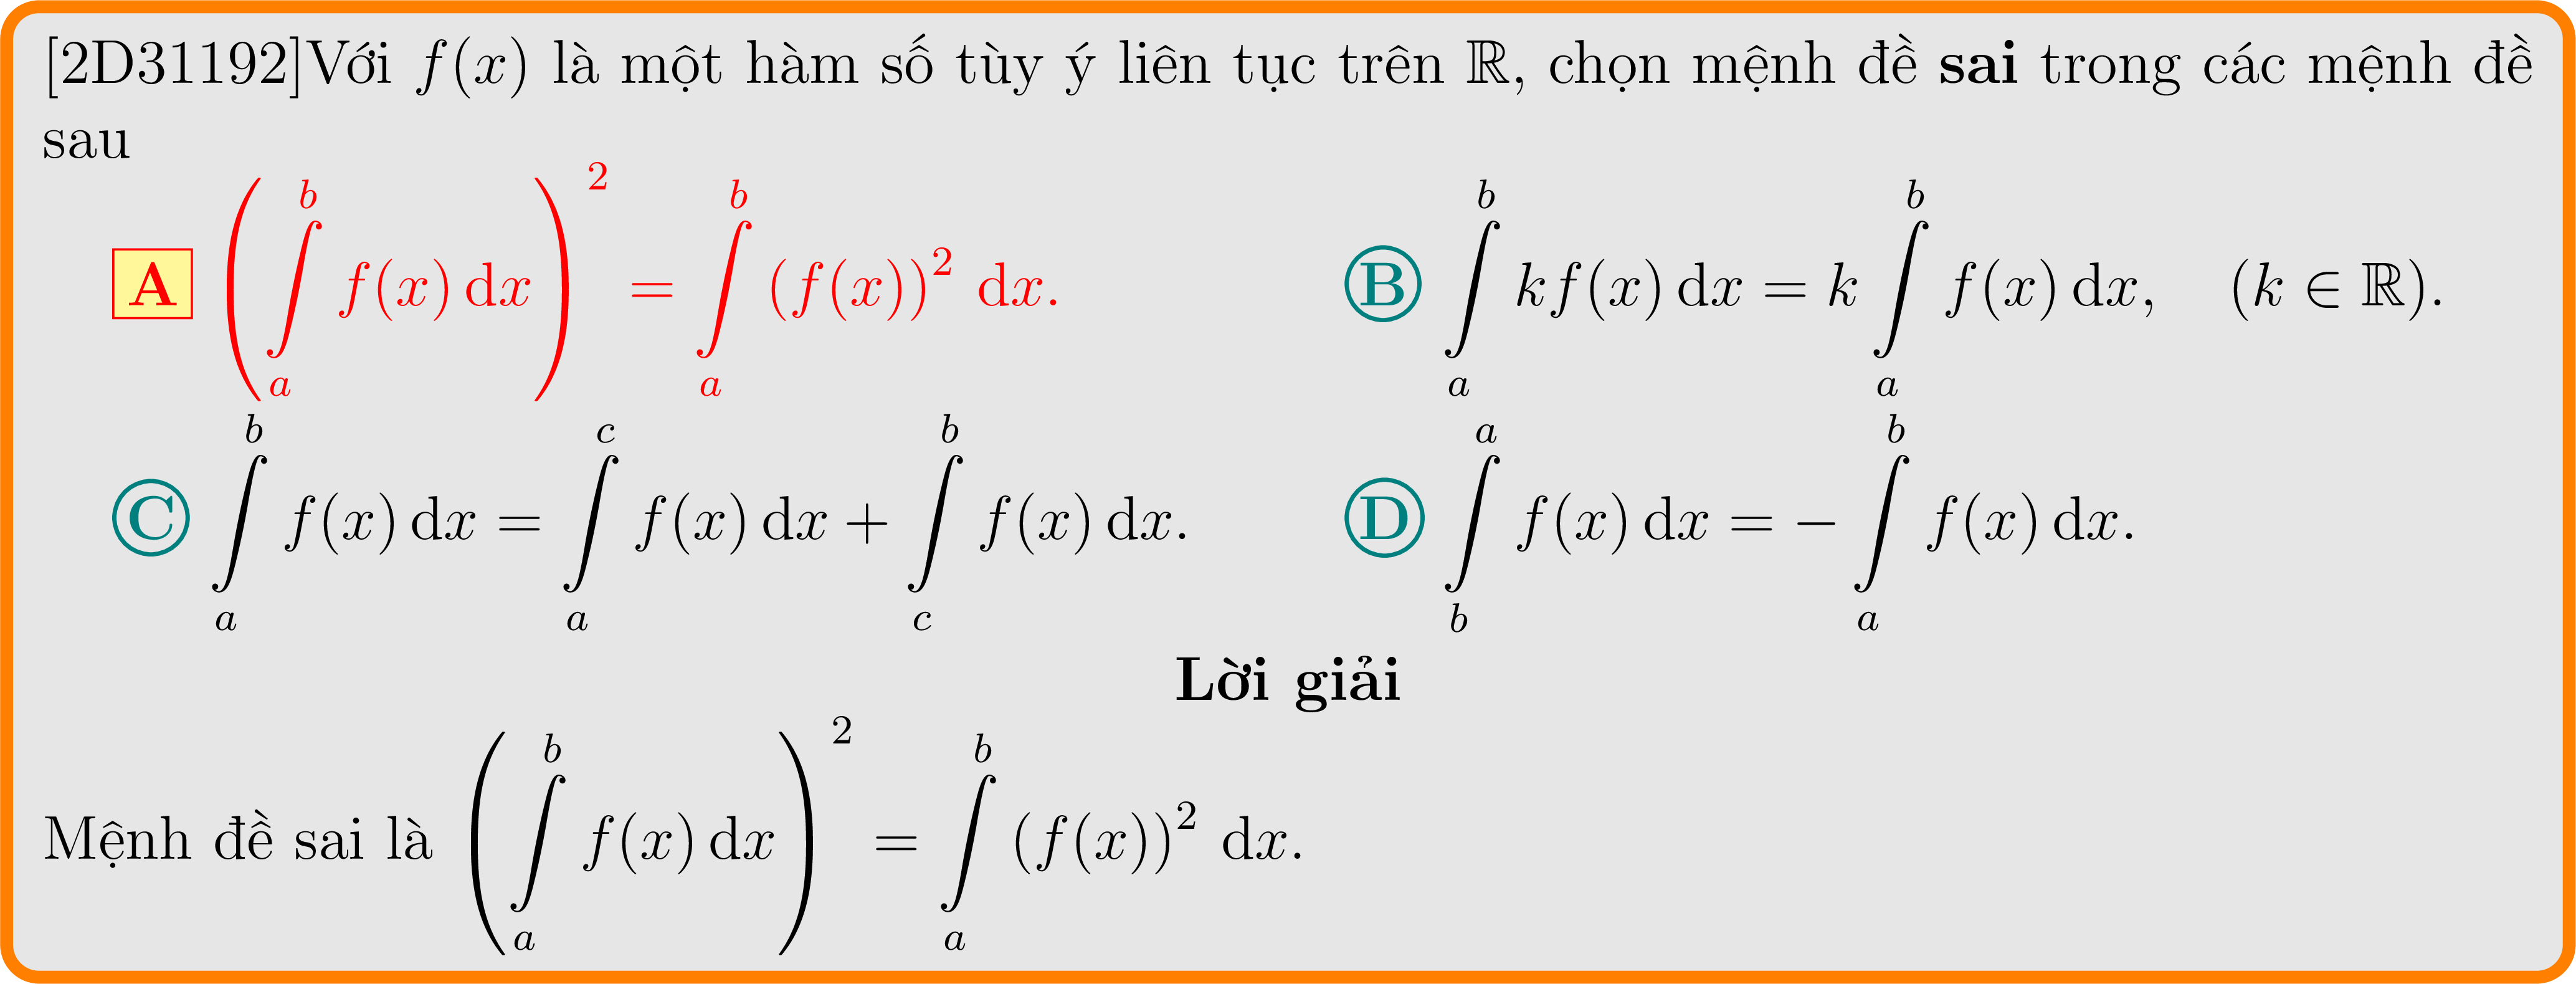 [2D31192]Với $f(x)$ là một hàm số tùy ý liên tục trên $\mathbb{R}$, chọn mệnh đề **sai** trong các mệnh đề
sau
A $\left(\int\limits_a^b f(x)\,\mathrm{d}x\right)^2 = \int\limits_a^b (f(x))^2\,\mathrm{d}x.$ B $\int\limits_a^b kf(x)\,\mathrm{d}x = k\int\limits_a^b f(x)\,\mathrm{d}x, \quad (k \in \mathbb{R}).$
C $\int\limits_a^b f(x)\,\mathrm{d}x = \int\limits_a^c f(x)\,\mathrm{d}x + \int\limits_c^b f(x)\,\mathrm{d}x.$ D $\int\limits_b^a f(x)\,\mathrm{d}x = -\int\limits_a^b f(x)\,\mathrm{d}x.$
**Lời giải**
Mệnh đề sai là $\left(\int\limits_a^b f(x)\,\mathrm{d}x\right)^2 = \int\limits_a^b (f(x))^2\,\mathrm{d}x.$